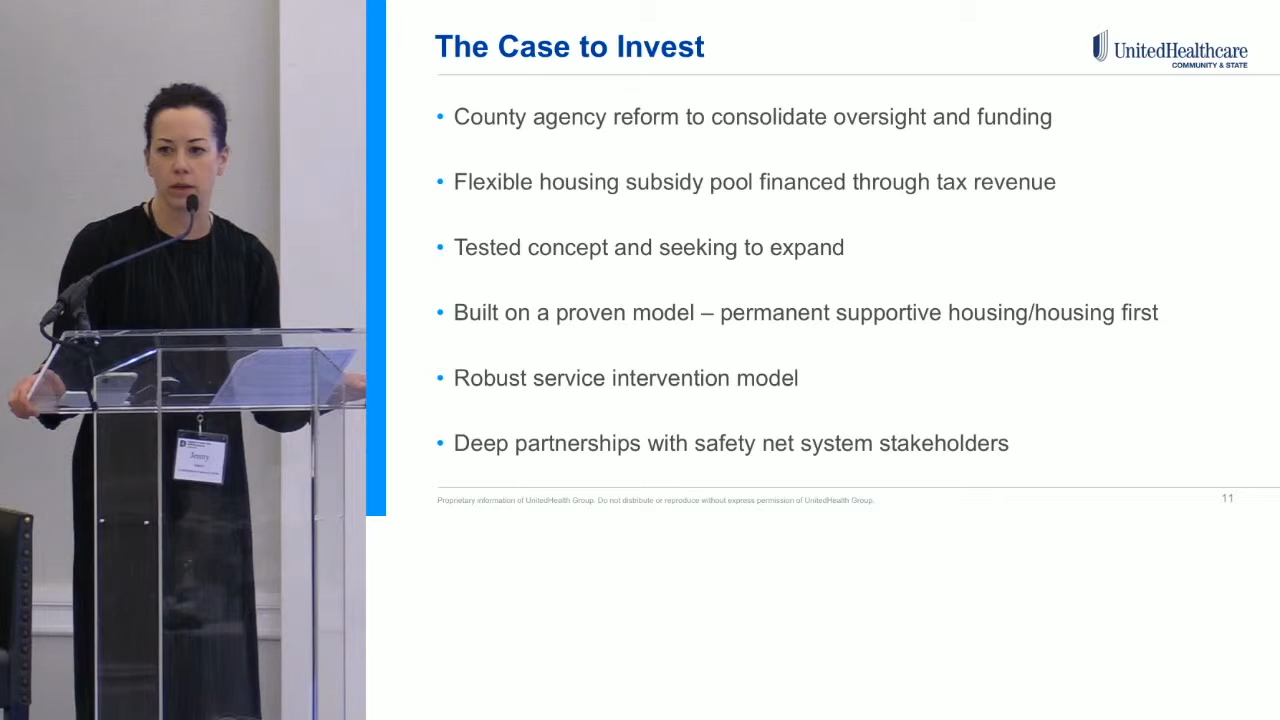 The Case to Invest
UnitedHealthcare
COMMUNITY & STATE
• County agency reform to consolidate oversight and funding
• Flexible housing subsidy pool financed through tax revenue
• Tested concept and seeking to expand
• Built on a proven model – permanent supportive housing/housing first
• Robust service intervention model
• Deep partnerships with safety net system stakeholders
Proprietary information of UnitedHealth Group. Do not distribute or reproduce without express permission of UnitedHealth Group.
11
Jenny